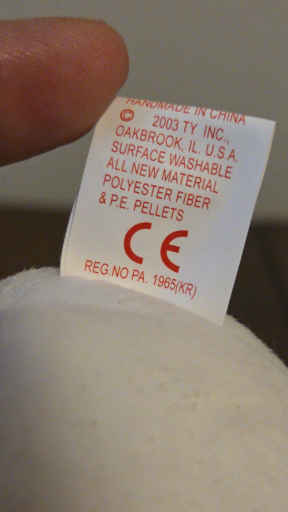 HANDMADE IN CHINA
© 2003 TY INC.,
OAKBROOK, IL. U.S.A.
SURFACE WASHABLE
ALL NEW MATERIAL
POLYESTER FIBER
& P.E. PELLETS
CE
REG.NO PA. 1965(KR)